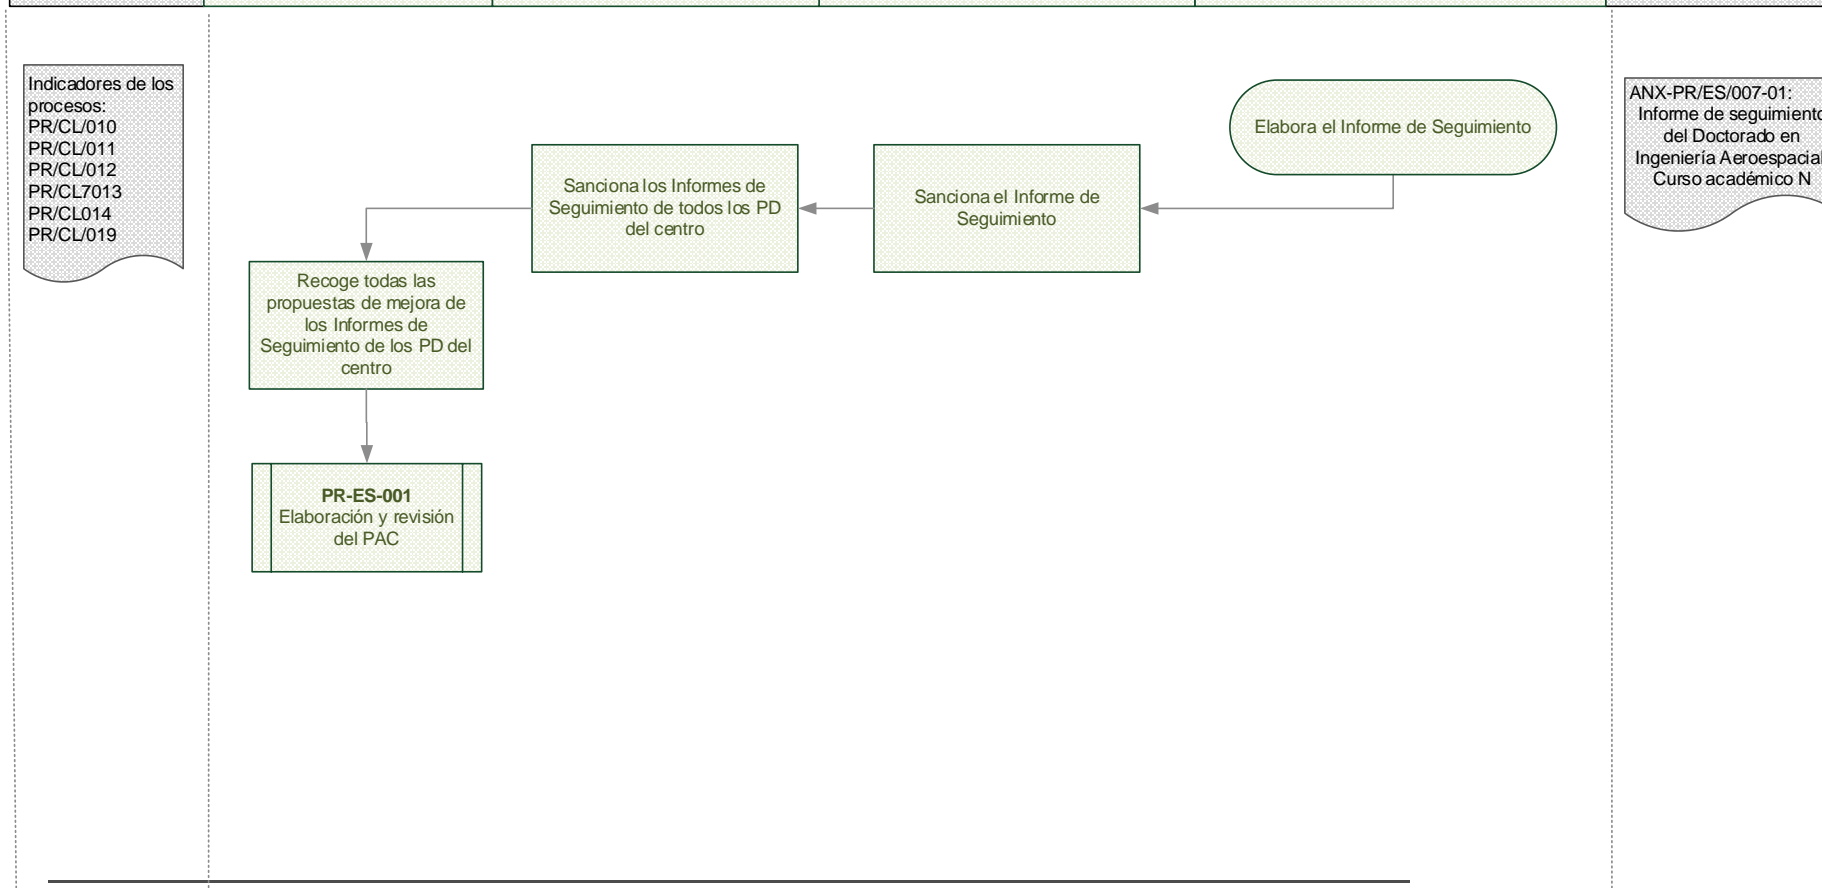 Indicadores de los
procesos:
PR/CL/010
PR/CL/011
PR/CL/012
PR/CL7013
PR/CL014
PR/CL/019
Elabora el Informe de Seguimiento
Sanciona el Informe de
Seguimiento
Sanciona los Informes de
Seguimiento de todos los PD
del centro
Recoge todas las
propuestas de mejora de
los Informes de
Seguimiento de los PD del
centro
PR-ES-001
Elaboración y revisión
del PAC
ANX-PR/ES/007-01:
Informe de seguimiento
del Doctorado en
Ingeniería Aeroespacial
Curso académico N